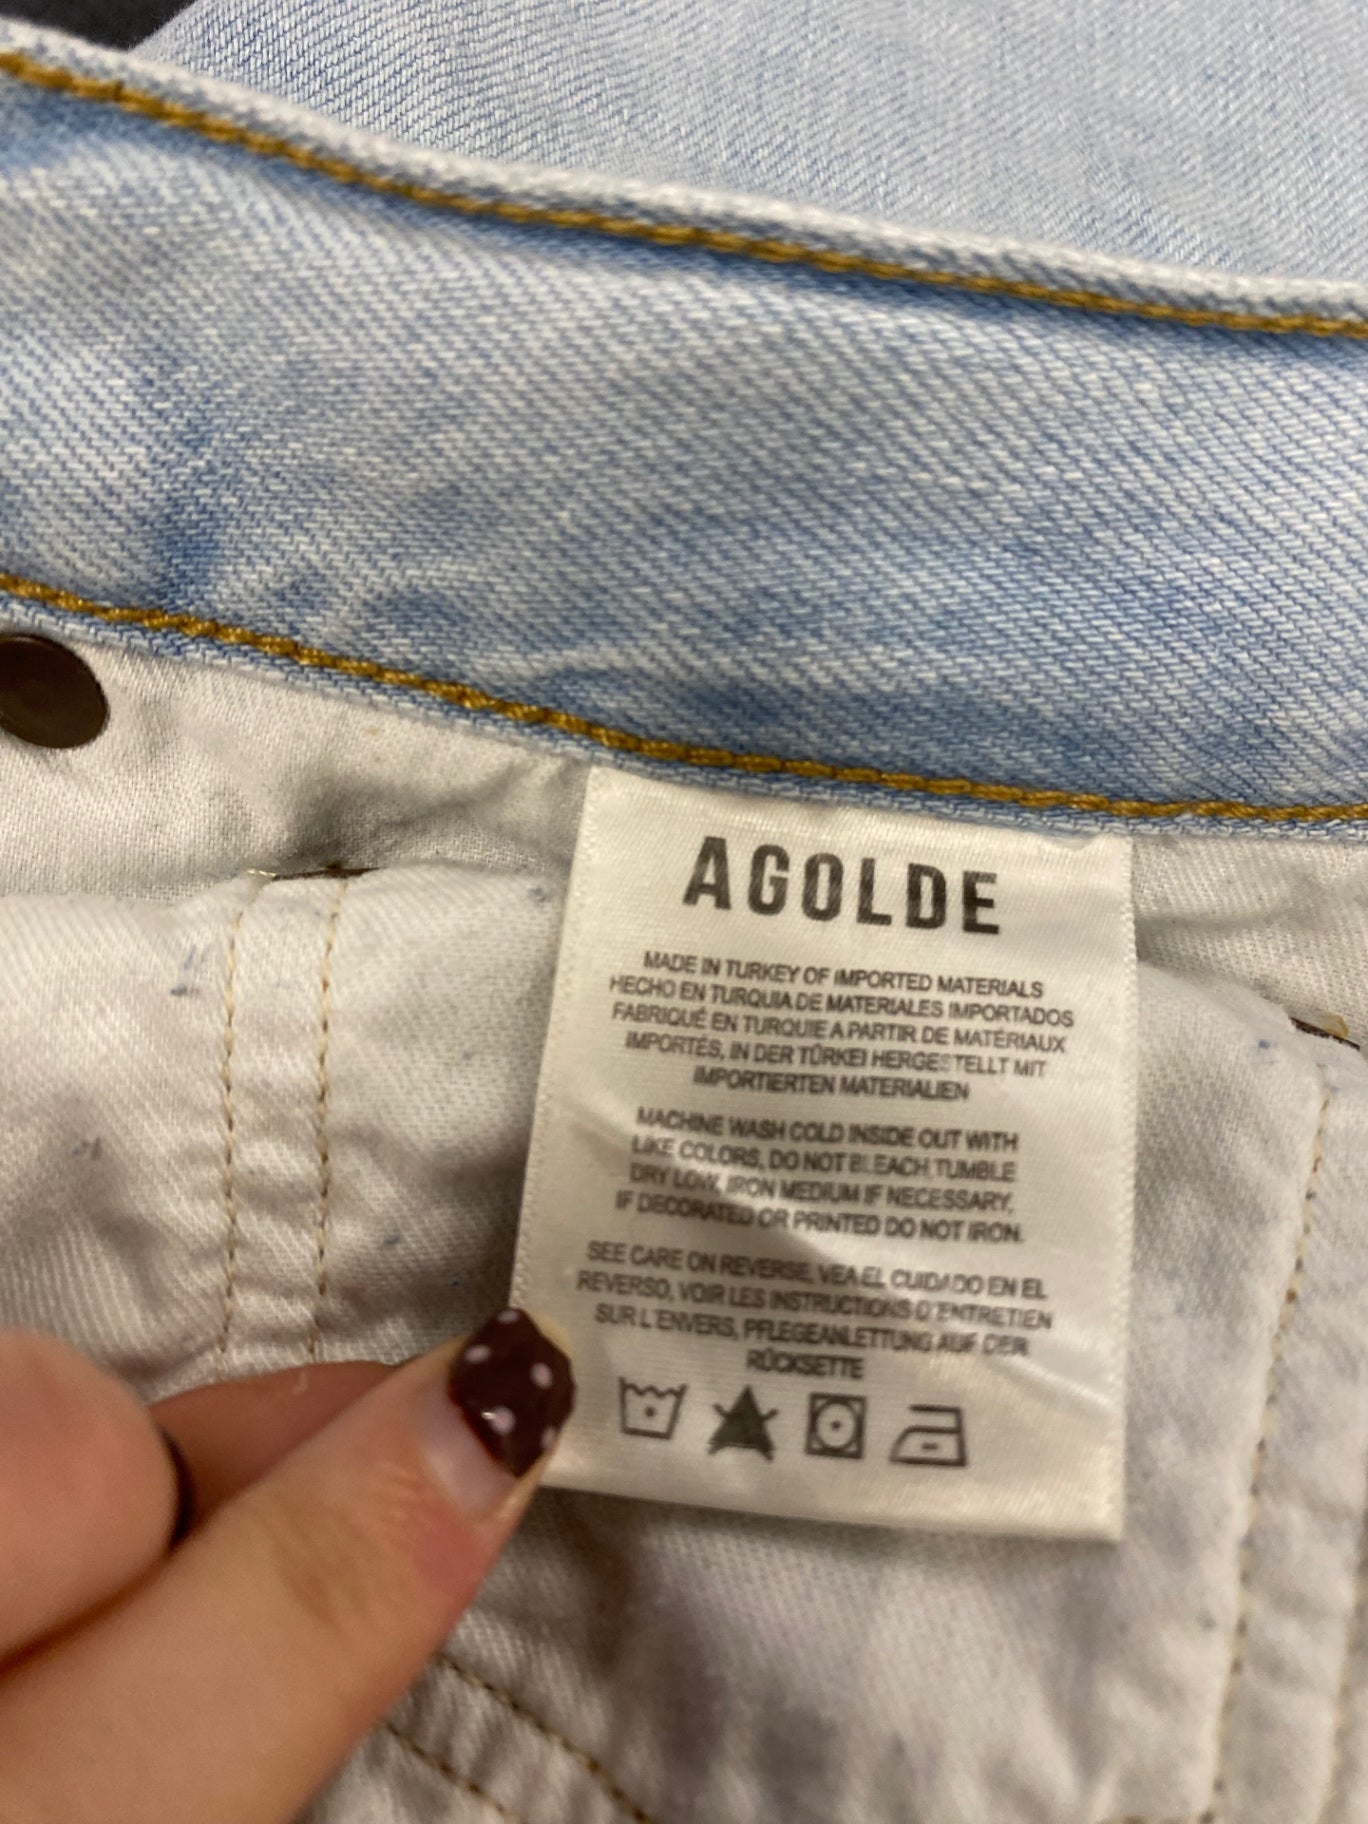 AGOLDE
MADE IN TURKEY OF IMPORTED MATERIALS
HECHO EN TURQUIA DE MATERIALES IMPORTADOS
FABRIQUÉ EN TURQUIE A PARTIR DE MATÉRIAUX
IMPORTÉS, IN DER TÜRKEI HERGESTELLT MIT
IMPORTIERTEN MATERIALIEN
MACHINE WASH COLD INSIDE OUT WITH
LIKE COLORS, DO NOT BLEACH, TUMBLE
DRY LOW, IRON MEDIUM IF NECESSARY,
IF DECORATED OR PRINTED DO NOT IRON.
SEE CARE ON REVERSE, VEA EL CUIDADO EN EL
REVERSO, VOIR LES INSTRUCTIONS D'ENTRETIEN
SUR L'ENVERS, PFLEGEANLETTUNG AUF DER
RÜCKSETTE